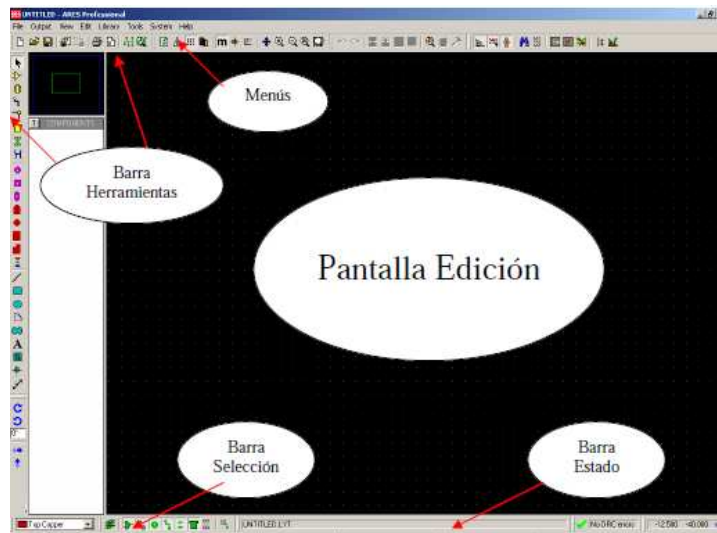 UNTITLED - ARES Professional
File Output View Edit Library Tools System Help
Menús
COMPONENTS
Barra
Herramientas
Pantalla Edición
Barra
Selección
Barra
Estado
Top Copper
UNTITLED.LYT
No DRC errors